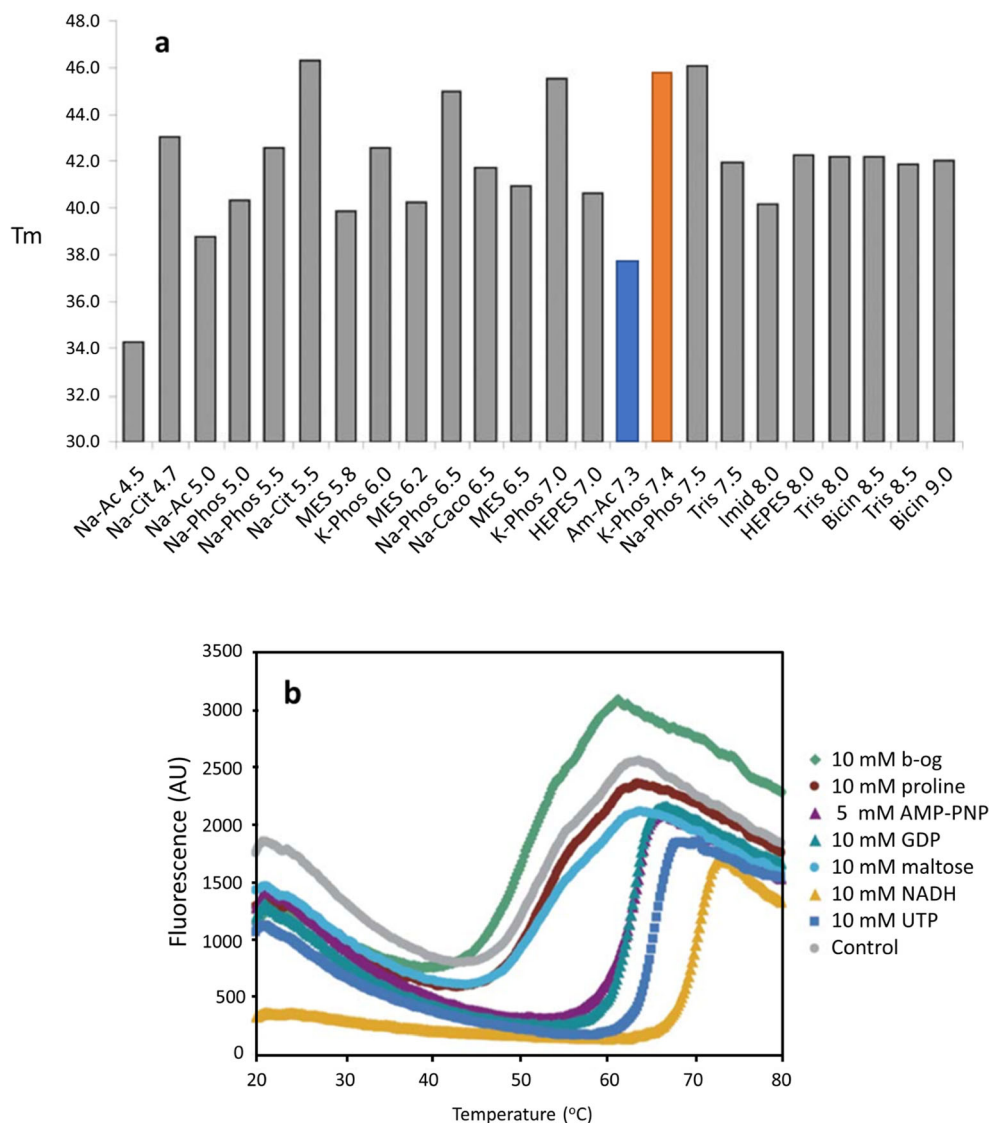 a
48.0
46.0
44.0
42.0
40.0
38.0
36.0
34.0
32.0
30.0
Tm
Na-Ac 4.5
Na-Cit 4.7
Na-Ac 5.0
Na-Phos 5.0
Na-Phos 5.5
Na-Cit 5.5
MES 5.8
K-Phos 6.0
MES 6.2
Na-Phos 6.5
Na-Caco 6.5
MES 6.5
K-Phos 7.0
HEPES 7.0
Am-Ac 7.3
K-Phos 7.4
Na-Phos 7.5
Tris 7.5
Imid 8.0
HEPES 8.0
Tris 8.0
Bicin 8.5
Tris 8.5
Bicin 9.0
b
3500
3000
2500
2000
1500
1000
500
0
Fluorescence (AU)
20 30 40 50 60 70 80
Temperature (°C)
10 mM b-og
10 mM proline
5 mM AMP-PNP
10 mM GDP
10 mM maltose
10 mM NADH
10 mM UTP
Control